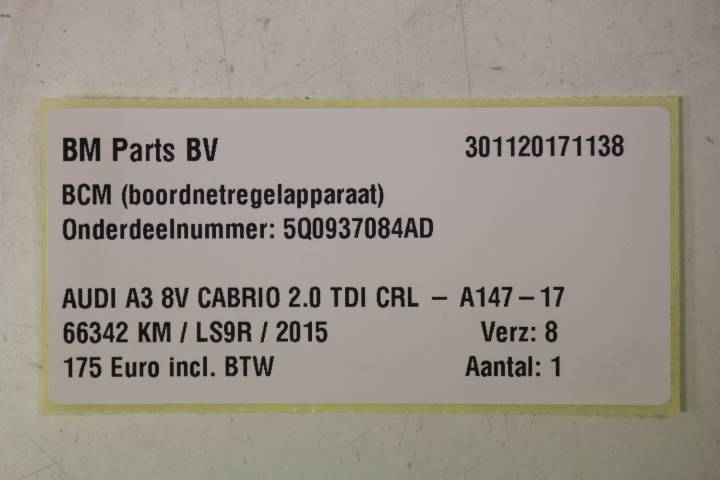 BM Parts BV 301120171138
BCM (boordnetregelapparaat)
Onderdeelnummer: 5Q0937084AD
AUDI A3 8V CABRIO 2.0 TDI CRL – A147–17
66342 KM / LS9R / 2015 Verz: 8
175 Euro incl. BTW Aantal: 1